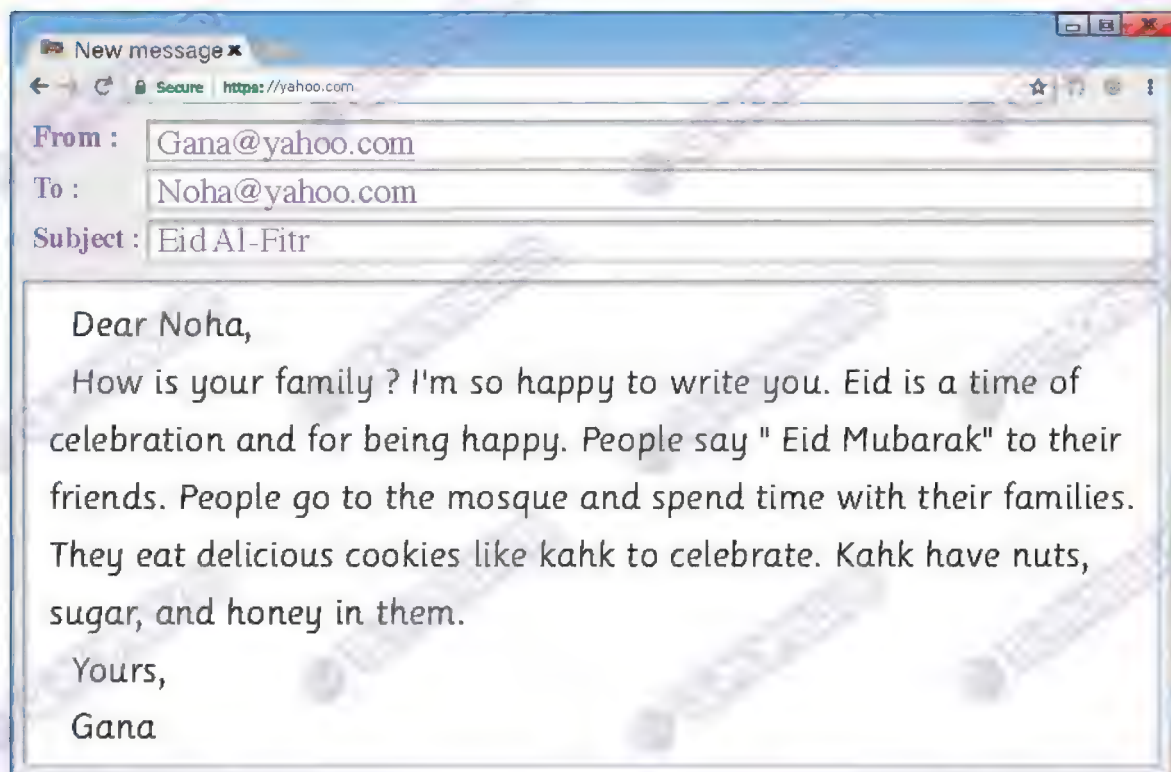 New message
Secure https://yahoo.com
From : Gana@yahoo.com
To : Noha@yahoo.com
Subject : Eid Al-Fitr
Dear Noha,
How is your family ? I'm so happy to write you. Eid is a time of
celebration and for being happy. People say " Eid Mubarak" to their
friends. People go to the mosque and spend time with their families.
They eat delicious cookies like kahk to celebrate. Kahk have nuts,
sugar, and honey in them.
Yours,
Gana